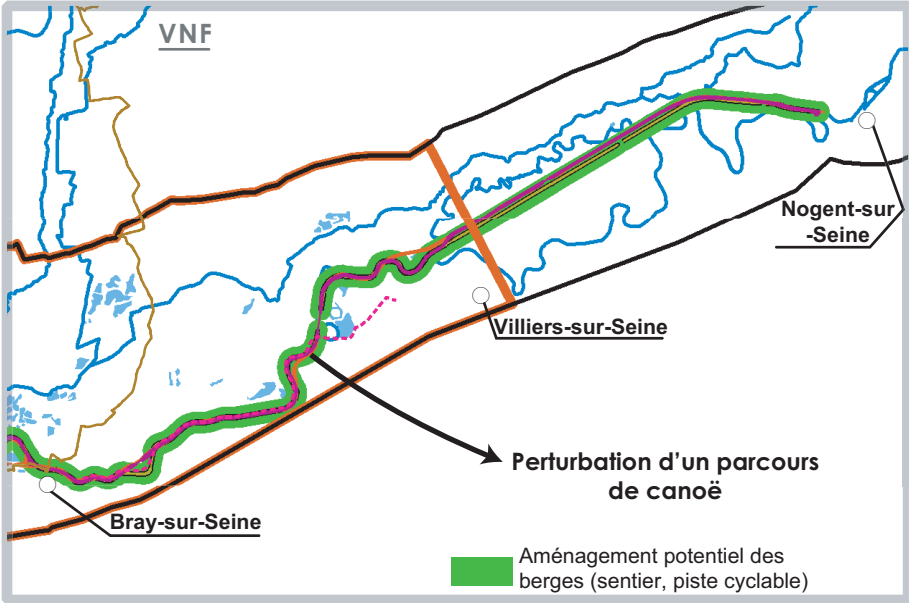 VNF
Nogent-sur
-Seine
Villiers-sur-Seine
Perturbation d'un parcours
de canoë
Bray-sur-Seine
Aménagement potentiel des
berges (sentier, piste cyclable)